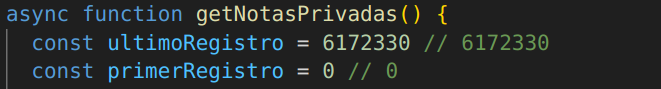 async function getNotasPrivadas() {
const ultimoRegistro = 6172330 // 6172330
const primerRegistro = 0 // 0